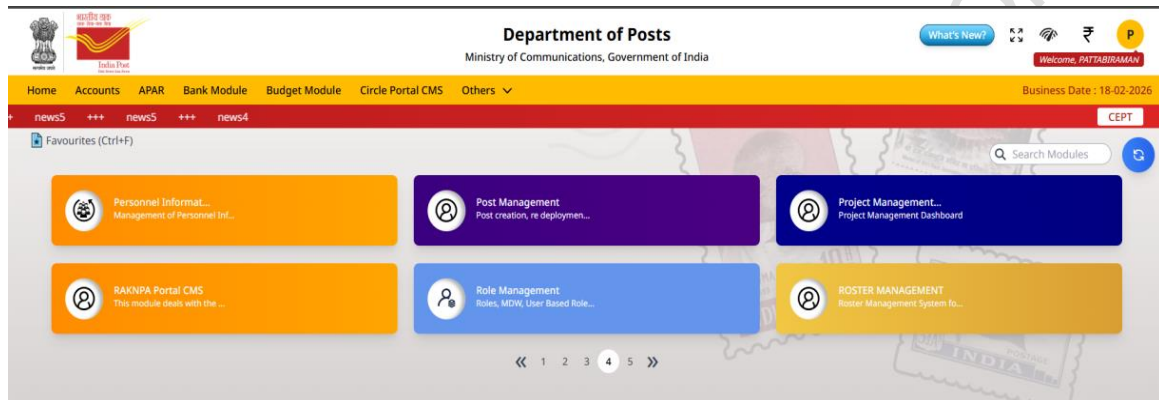 भारतीय डाक
India Post
Department of Posts
Ministry of Communications, Government of India
What's New?
₹
P
Welcome, PATTABIRAMAN
Home Accounts APAR Bank Module Budget Module Circle Portal CMS Others
Business Date : 18-02-2026
+ news5 +++ news5 +++ news4
CEPT
Favourites (Ctrl+F)
Search Modules
Personnel Informat...
Management of Personnel Inf...
Post Management
Post creation, re deploymen...
Project Management...
Project Management Dashboard
RAKNPA Portal CMS
This module deals with the ...
Role Management
Roles, MDW, User Based Role...
ROSTER MANAGEMENT
Roster Management System fo...
« 1 2 3 4 5 »
INDIA